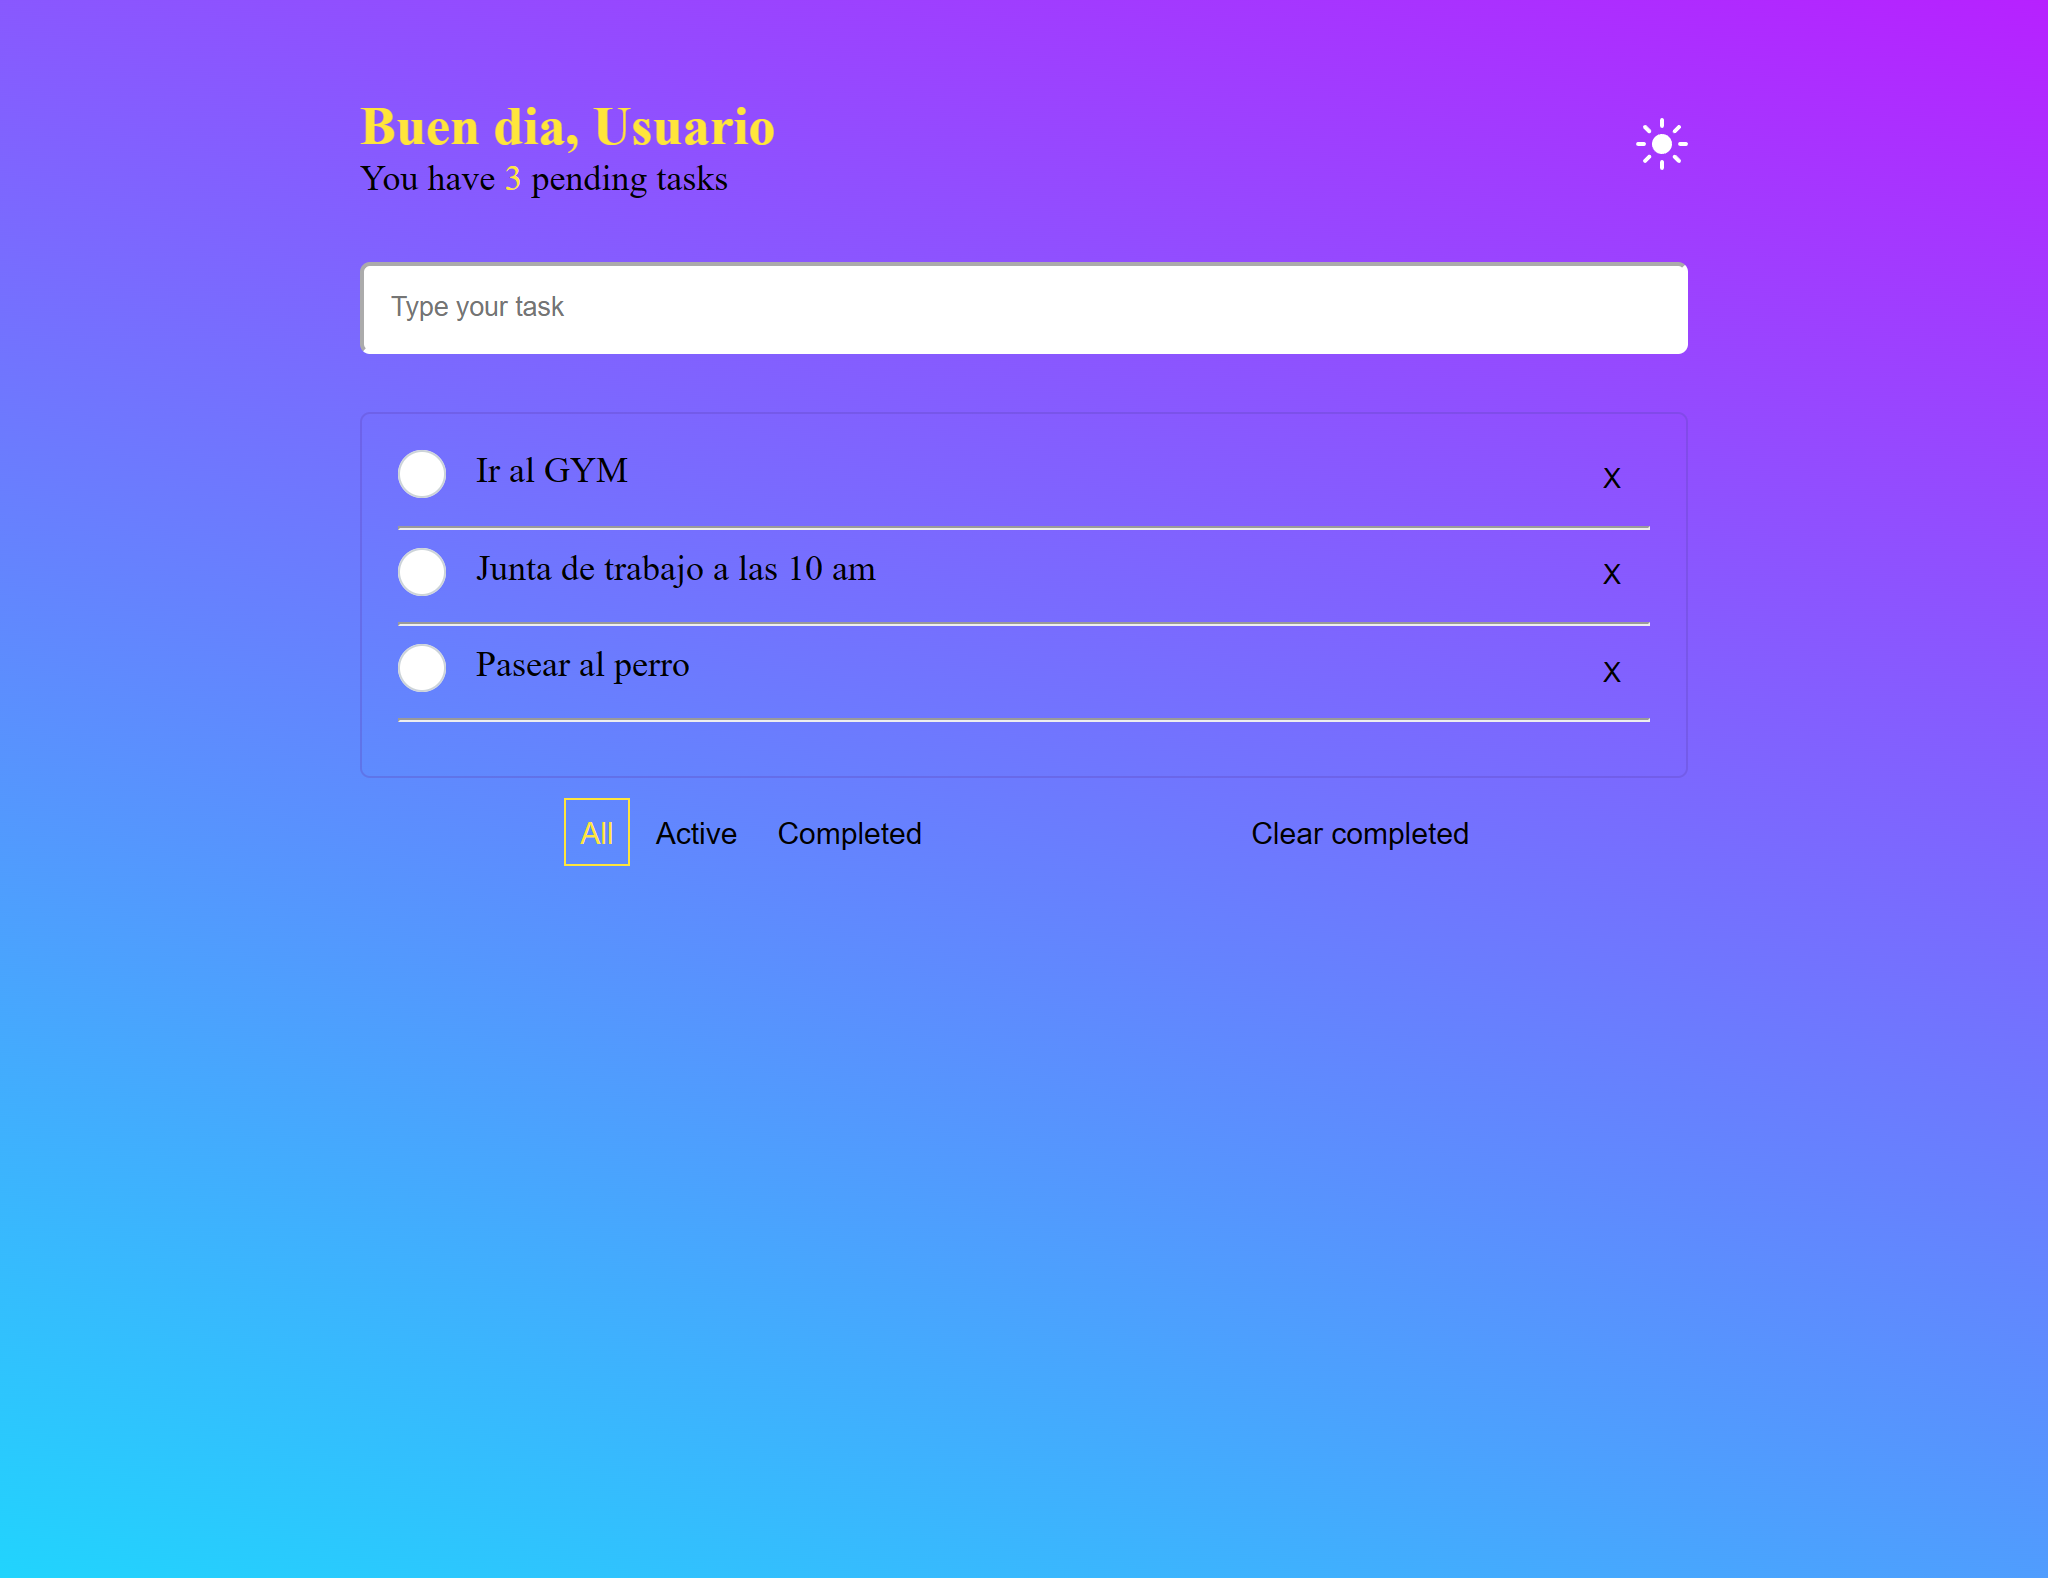 Buen dia, Usuario
You have 3 pending tasks
Type your task
Ir al GYM X
Junta de trabajo a las 10 am X
Pasear al perro X
All Active Completed Clear completed